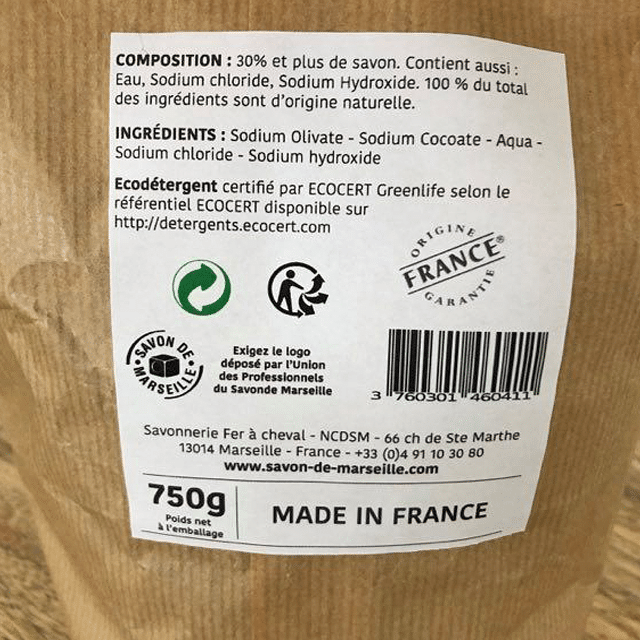 COMPOSITION : 30% et plus de savon. Contient aussi :
Eau, Sodium chloride, Sodium Hydroxide. 100 % du total
des ingrédients sont d'origine naturelle.
INGRÉDIENTS : Sodium Olivate - Sodium Cocoate - Aqua -
Sodium chloride - Sodium hydroxide
Ecodétergent certifié par ECOCERT Greenlife selon le
référentiel ECOCERT disponible sur
http://detergents.ecocert.com
ORIGINE
FRANCE®
GARANTIE
SAVON DE
MARSEILLE
Exigez le logo
déposé par l'Union
des Professionnels
du Savonde Marseille
3 760301 460411
Savonnerie Fer à cheval - NCDSM - 66 ch de Ste Marthe
13014 Marseille - France - +33 (0)4 91 10 30 80
www.savon-de-marseille.com
750g
Poids net
à l'emballage
MADE IN FRANCE